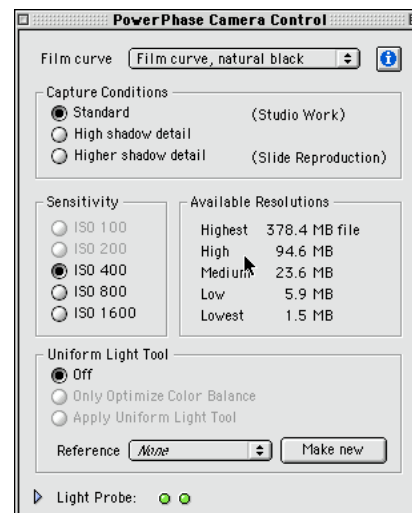 PowerPhase Camera Control
Film curve Film curve, natural black
Capture Conditions
Standard (Studio Work)
High shadow detail
Higher shadow detail (Slide Reproduction)
Sensitivity
ISO 100
ISO 200
ISO 400
ISO 800
ISO 1600
Available Resolutions
Highest 378.4 MB file
High 94.6 MB
Medium 23.6 MB
Low 5.9 MB
Lowest 1.5 MB
Uniform Light Tool
Off
Only Optimize Color Balance
Apply Uniform Light Tool
Reference None Make new
Light Probe: